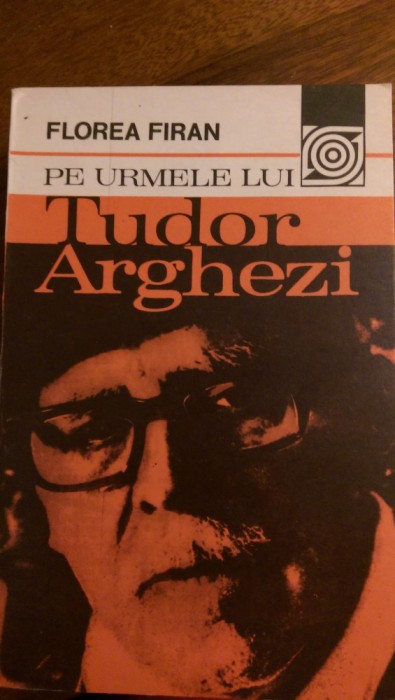 FLOREA FIRAN
PE URMELE LUI
Tudor
Arghezi